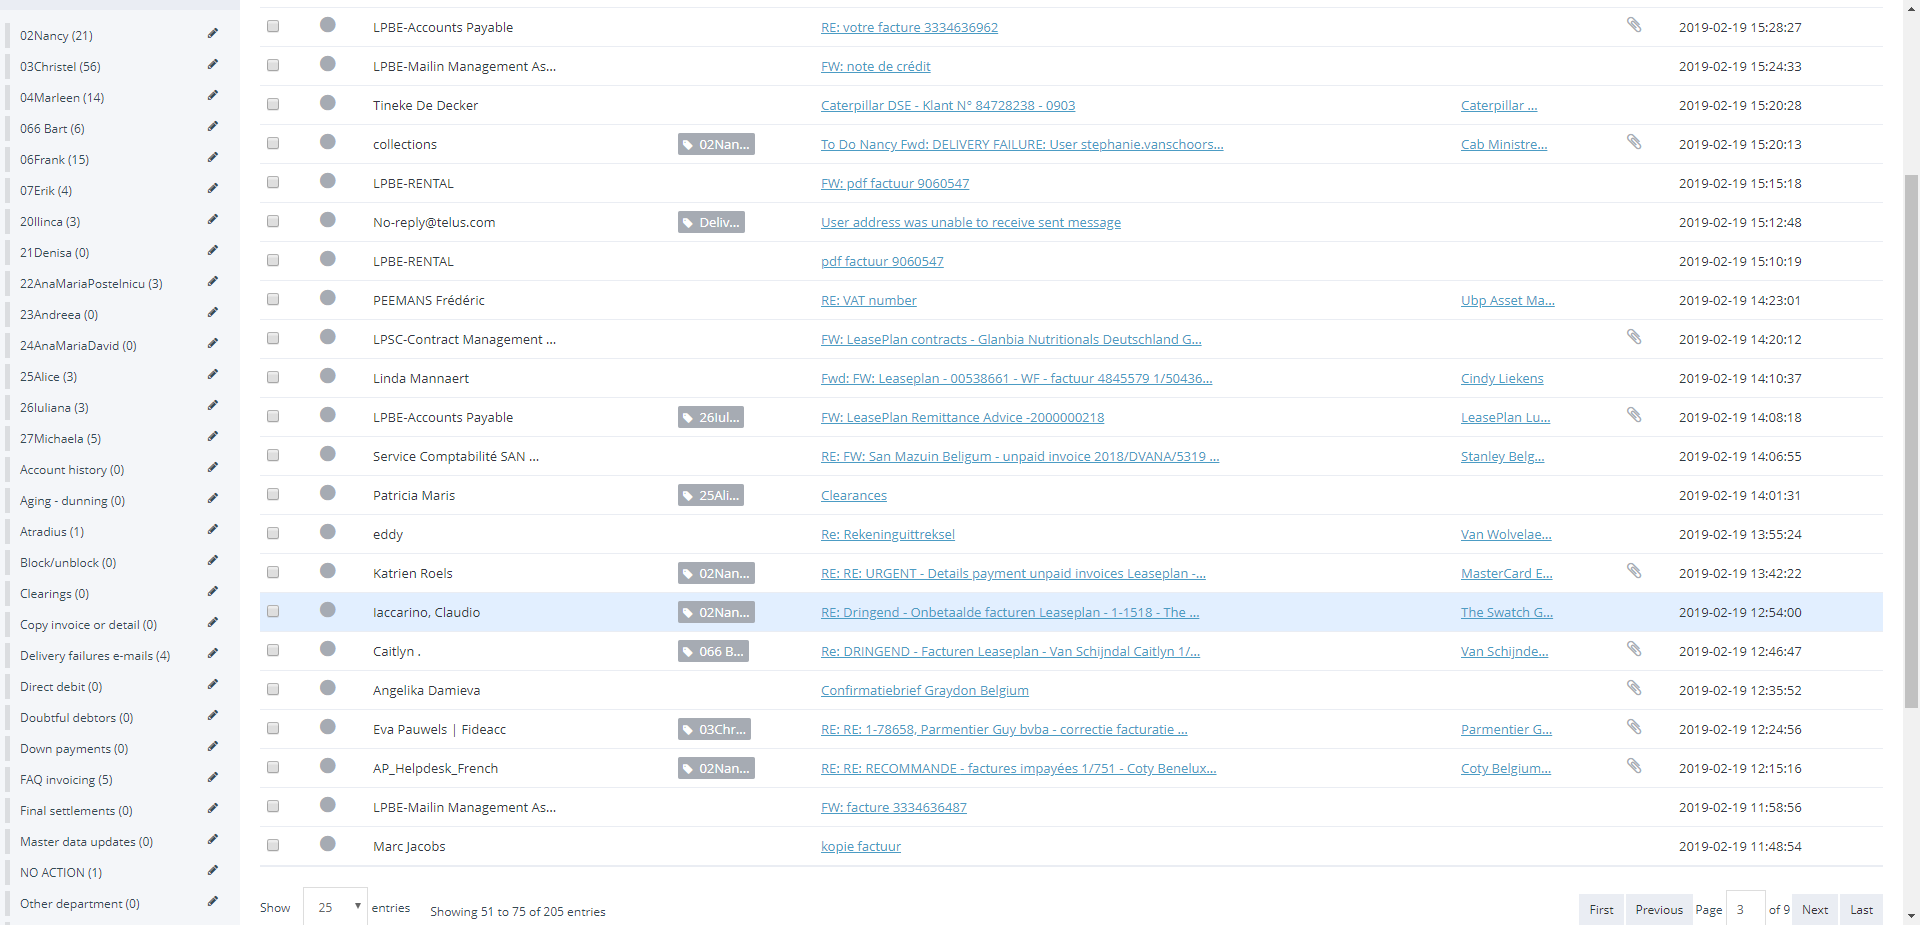 02Nancy (21)
03Christel (56)
04Marleen (14)
066 Bart (6)
06Frank (15)
07Erik (4)
20Ilinca (3)
21Denisa (0)
22AnaMariaPostelnicu (3)
23Andreea (0)
24AnaMariaDavid (0)
25Alice (3)
26Iuliana (3)
27Michaela (5)
Account history (0)
Aging - dunning (0)
Atradius (1)
Block/unblock (0)
Clearings (0)
Copy invoice or detail (0)
Delivery failures e-mails (4)
Direct debit (0)
Doubtful debtors (0)
Down payments (0)
FAQ invoicing (5)
Final settlements (0)
Master data updates (0)
NO ACTION (1)
Other department (0)
LPBE-Accounts Payable RE: votre facture 3334636962 2019-02-19 15:28:27
LPBE-Mailin Management As... FW: note de crédit 2019-02-19 15:24:33
Tineke De Decker Caterpillar DSE - Klant N° 84728238 - 0903 Caterpillar ... 2019-02-19 15:20:28
collections 02Nan... To Do Nancy Fwd: DELIVERY FAILURE: User stephanie.vanschoors... Cab Ministre... 2019-02-19 15:20:13
LPBE-RENTAL FW: pdf factuur 9060547 2019-02-19 15:15:18
No-reply@telus.com Deliv... User address was unable to receive sent message 2019-02-19 15:12:48
LPBE-RENTAL pdf factuur 9060547 2019-02-19 15:10:19
PEEMANS Frédéric RE: VAT number Ubp Asset Ma... 2019-02-19 14:23:01
LPSC-Contract Management ... FW: LeasePlan contracts - Glanbia Nutritionals Deutschland G... 2019-02-19 14:20:12
Linda Mannaert Fwd: FW: Leaseplan - 00538661 - WF - factuur 4845579 1/50436... Cindy Liekens 2019-02-19 14:10:37
LPBE-Accounts Payable 26Iul... FW: LeasePlan Remittance Advice -2000000218 LeasePlan Lu... 2019-02-19 14:08:18
Service Comptabilité SAN ... RE: FW: San Mazuin Beligum - unpaid invoice 2018/DVANA/5319 ... Stanley Belg... 2019-02-19 14:06:55
Patricia Maris 25Ali... Clearances 2019-02-19 14:01:31
eddy Re: Rekeninguittreksel Van Wolvelae... 2019-02-19 13:55:24
Katrien Roels 02Nan... RE: RE: URGENT - Details payment unpaid invoices Leaseplan -... MasterCard E... 2019-02-19 13:42:22
Iaccarino, Claudio 02Nan... RE: Dringend - Onbetaalde facturen Leaseplan - 1-1518 - The ... The Swatch G... 2019-02-19 12:54:00
Caitlyn . 066 B... Re: DRINGEND - Facturen Leaseplan - Van Schijndal Caitlyn 1/... Van Schijnde... 2019-02-19 12:46:47
Angelika Damieva Confirmatiebrief Graydon Belgium 2019-02-19 12:35:52
Eva Pauwels | Fideacc 03Chr... RE: RE: 1-78658, Parmentier Guy bvba - correctie facturatie ... Parmentier G... 2019-02-19 12:24:56
AP_Helpdesk_French 02Nan... RE: RE: RECOMMANDE - factures impayées 1/751 - Coty Benelux... Coty Belgium... 2019-02-19 12:15:16
LPBE-Mailin Management As... FW: facture 3334636487 2019-02-19 11:58:56
Marc Jacobs kopie factuur 2019-02-19 11:48:54
Show 25 entries Showing 51 to 75 of 205 entries First Previous Page 3 of 9 Next Last